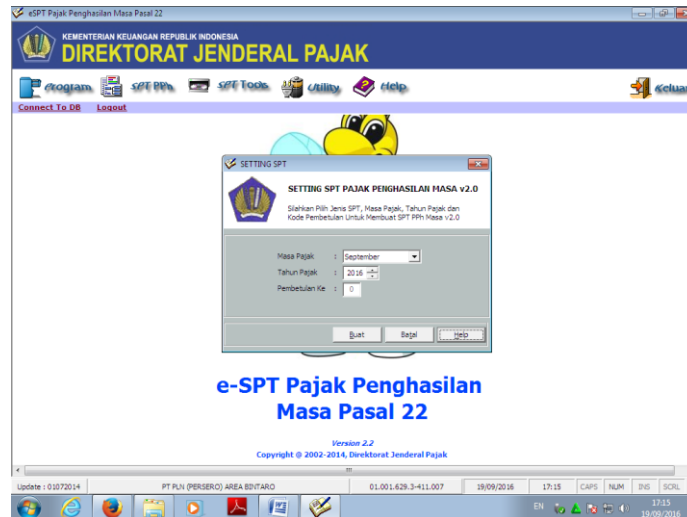 eSPT Pajak Penghasilan Masa Pasal 22
KEMENTERIAN KEUANGAN REPUBLIK INDONESIA
DIREKTORAT JENDERAL PAJAK
Program SPT PPh SPT Tools Utility Help Keluar
Connect To DB Logout
SETTING SPT
SETTING SPT PAJAK PENGHASILAN MASA v2.0
Silahkan Pilih Jenis SPT, Masa Pajak, Tahun Pajak dan
Kode Pembetulan Untuk Membuat SPT PPh Masa v2.0
Masa Pajak : September
Tahun Pajak : 2016
Pembetulan Ke : 0
Buat Batal Help
e-SPT Pajak Penghasilan
Masa Pasal 22
Version 2.2
Copyright @ 2002-2014, Direktorat Jenderal Pajak
Update : 01072014 PT PLN (PERSERO) AREA BINTARO 01.001.629.3-411.007 19/09/2016 17:15 CAPS NUM INS SCRL
EN 17:15
19/09/2016